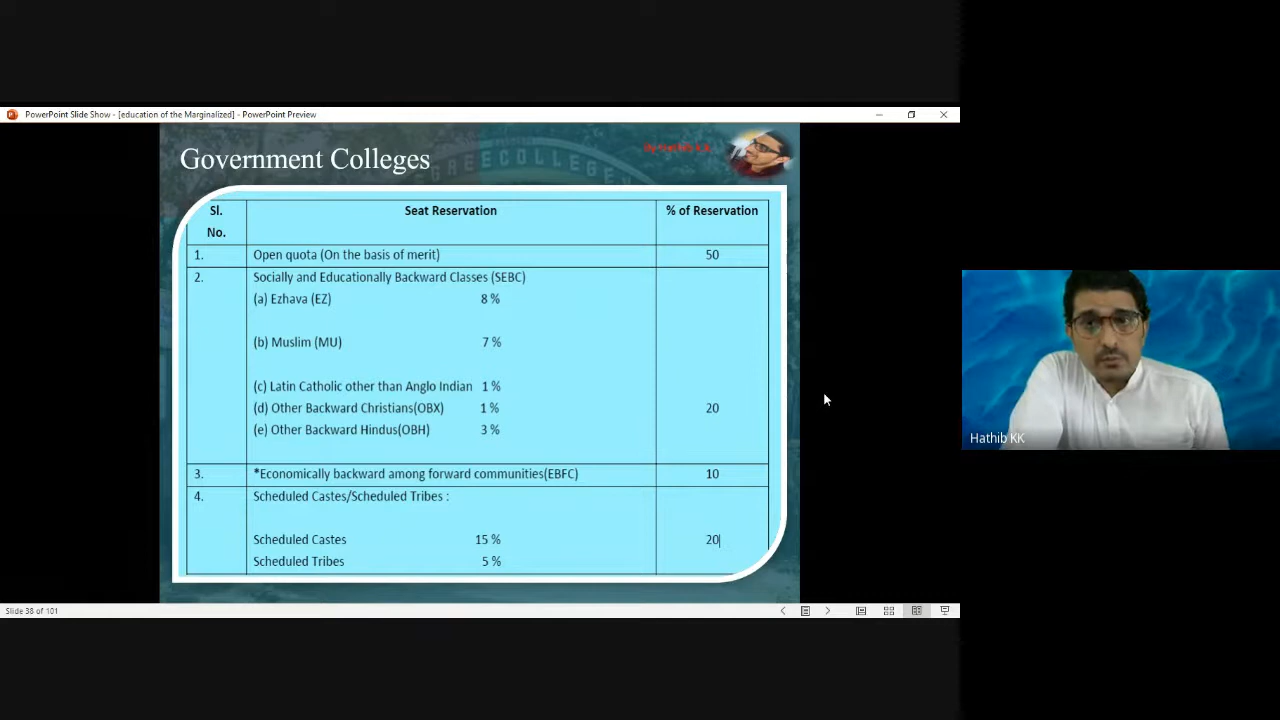 PowerPoint Slide Show - [education of the Marginalized] - PowerPoint Preview
Government Colleges
By Hathib K.K
Sl. No.
Seat Reservation
% of Reservation
1.
Open quota (On the basis of merit)
50
2.
Socially and Educationally Backward Classes (SEBC)
(a) Ezhava (EZ) 8 %
(b) Muslim (MU) 7 %
(c) Latin Catholic other than Anglo Indian 1 %
(d) Other Backward Christians(OBX) 1 %
(e) Other Backward Hindus(OBH) 3 %
20
3.
*Economically backward among forward communities(EBFC)
10
4.
Scheduled Castes/Scheduled Tribes :
Scheduled Castes 15 %
Scheduled Tribes 5 %
20
Slide 38 of 101
Hathib KK